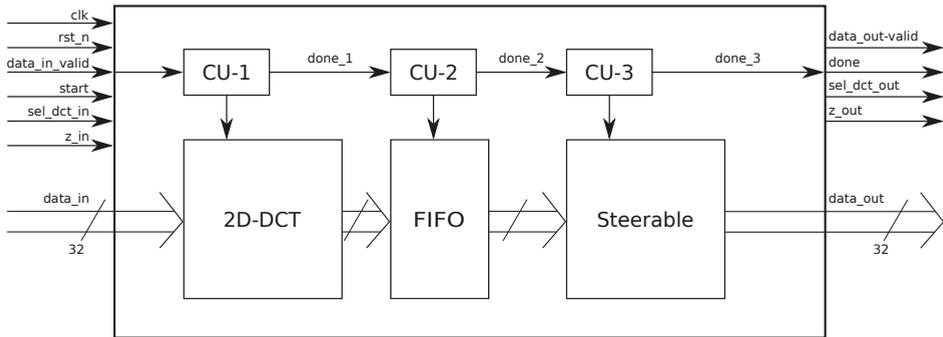 clk
rst_n
data_in_valid
start
sel_dct_in
z_in
data_in
32
CU-1
done_1
CU-2
done_2
CU-3
done_3
2D-DCT
FIFO
Steerable
data_out-valid
done
sel_dct_out
z_out
data_out
32